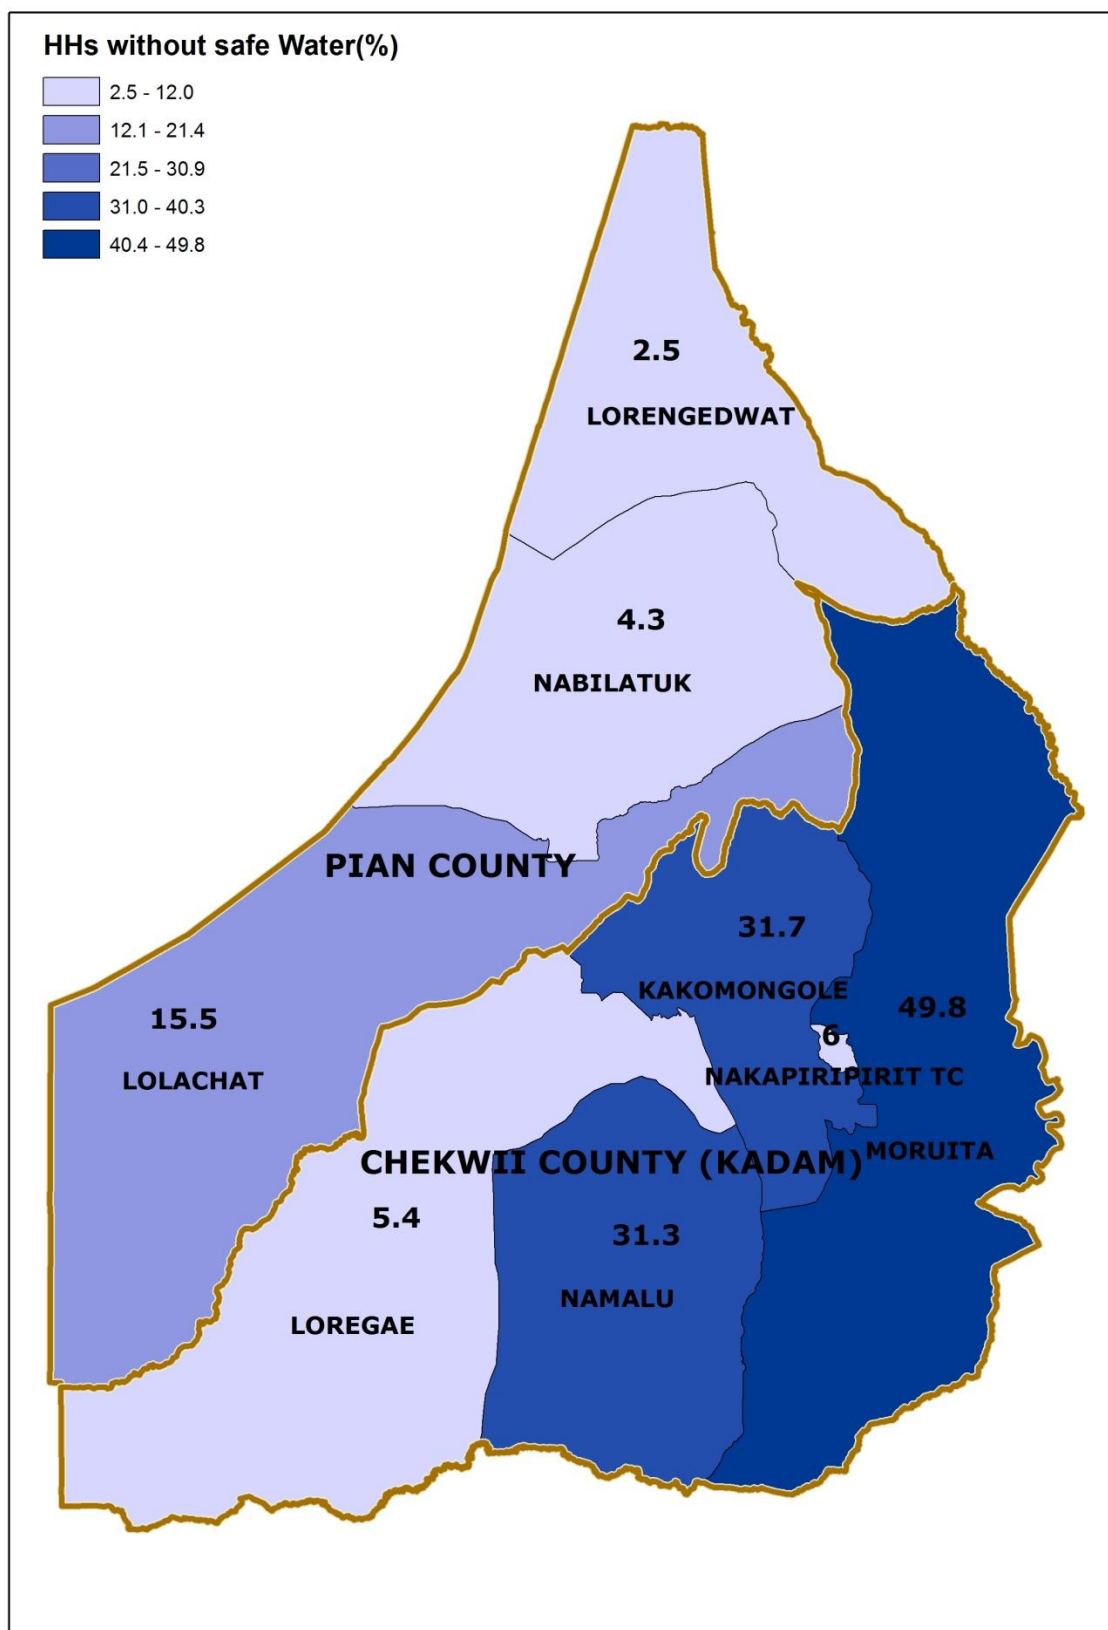 HHs without safe Water(%)
2.5 - 12.0
12.1 - 21.4
21.5 - 30.9
31.0 - 40.3
40.4 - 49.8
2.5
LORENGEDWAT
4.3
NABILATUK
PIAN COUNTY
31.7
KAKOMONGOLE
49.8
15.5
6
LOLACHAT
NAKAPIRIPIRIT TC
MORUITA
CHEKWII COUNTY (KADAM)
5.4
31.3
NAMALU
LOREGAE